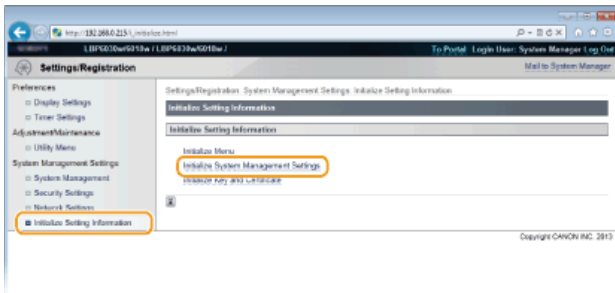 http://192.168.0.215/_initialize.html
LBP6030w/6018w / LBP6030w/6018w /
To Portal Login User: System Manager Log Out
Settings/Registration
Mail to System Manager
Preferences
Display Settings
Timer Settings
Adjustment/Maintenance
Utility Menu
System Management Settings
System Management
Security Settings
Network Settings
Initialize Setting Information
Settings/Registration: System Management Settings: Initialize Setting Information
Initialize Setting Information
Initialize Setting Information
Initialize Menu
Initialize System Management Settings
Initialize Key and Certificate
Copyright CANON INC. 2013